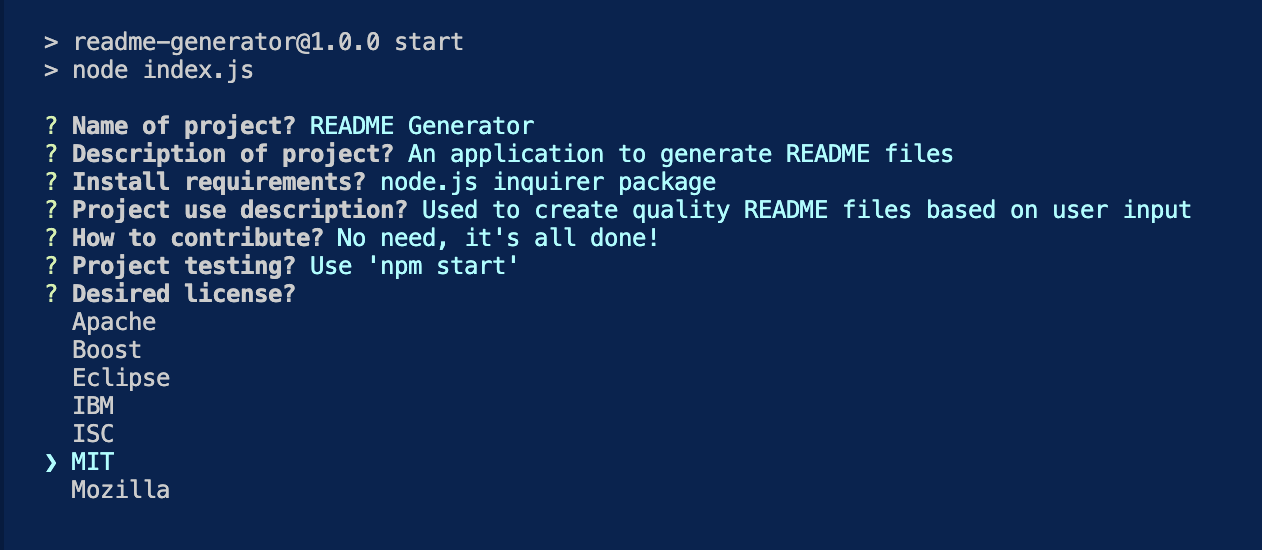 > readme-generator@1.0.0 start
> node index.js
? Name of project? README Generator
? Description of project? An application to generate README files
? Install requirements? node.js inquirer package
? Project use description? Used to create quality README files based on user input
? How to contribute? No need, it's all done!
? Project testing? Use 'npm start'
? Desired license?
Apache
Boost
Eclipse
IBM
ISC
❯ MIT
Mozilla